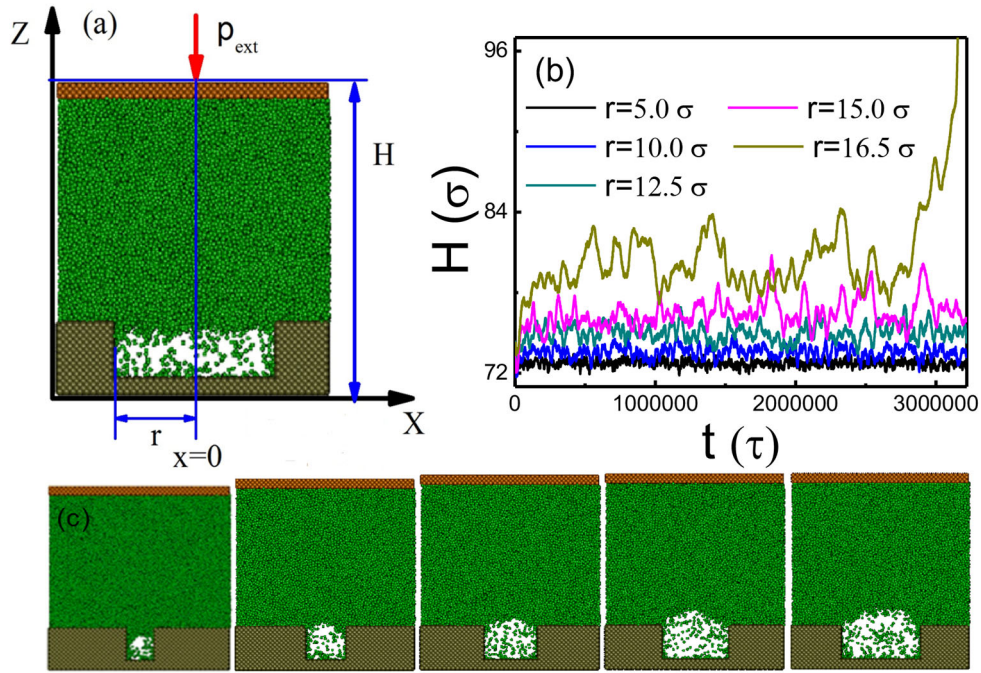 Z
(a)
p_ext
H
r
x=0
X
(b)
r=5.0 σ
r=15.0 σ
r=10.0 σ
r=16.5 σ
r=12.5 σ
H (σ)
96
84
72
0
1000000
2000000
3000000
t (τ)
(c)